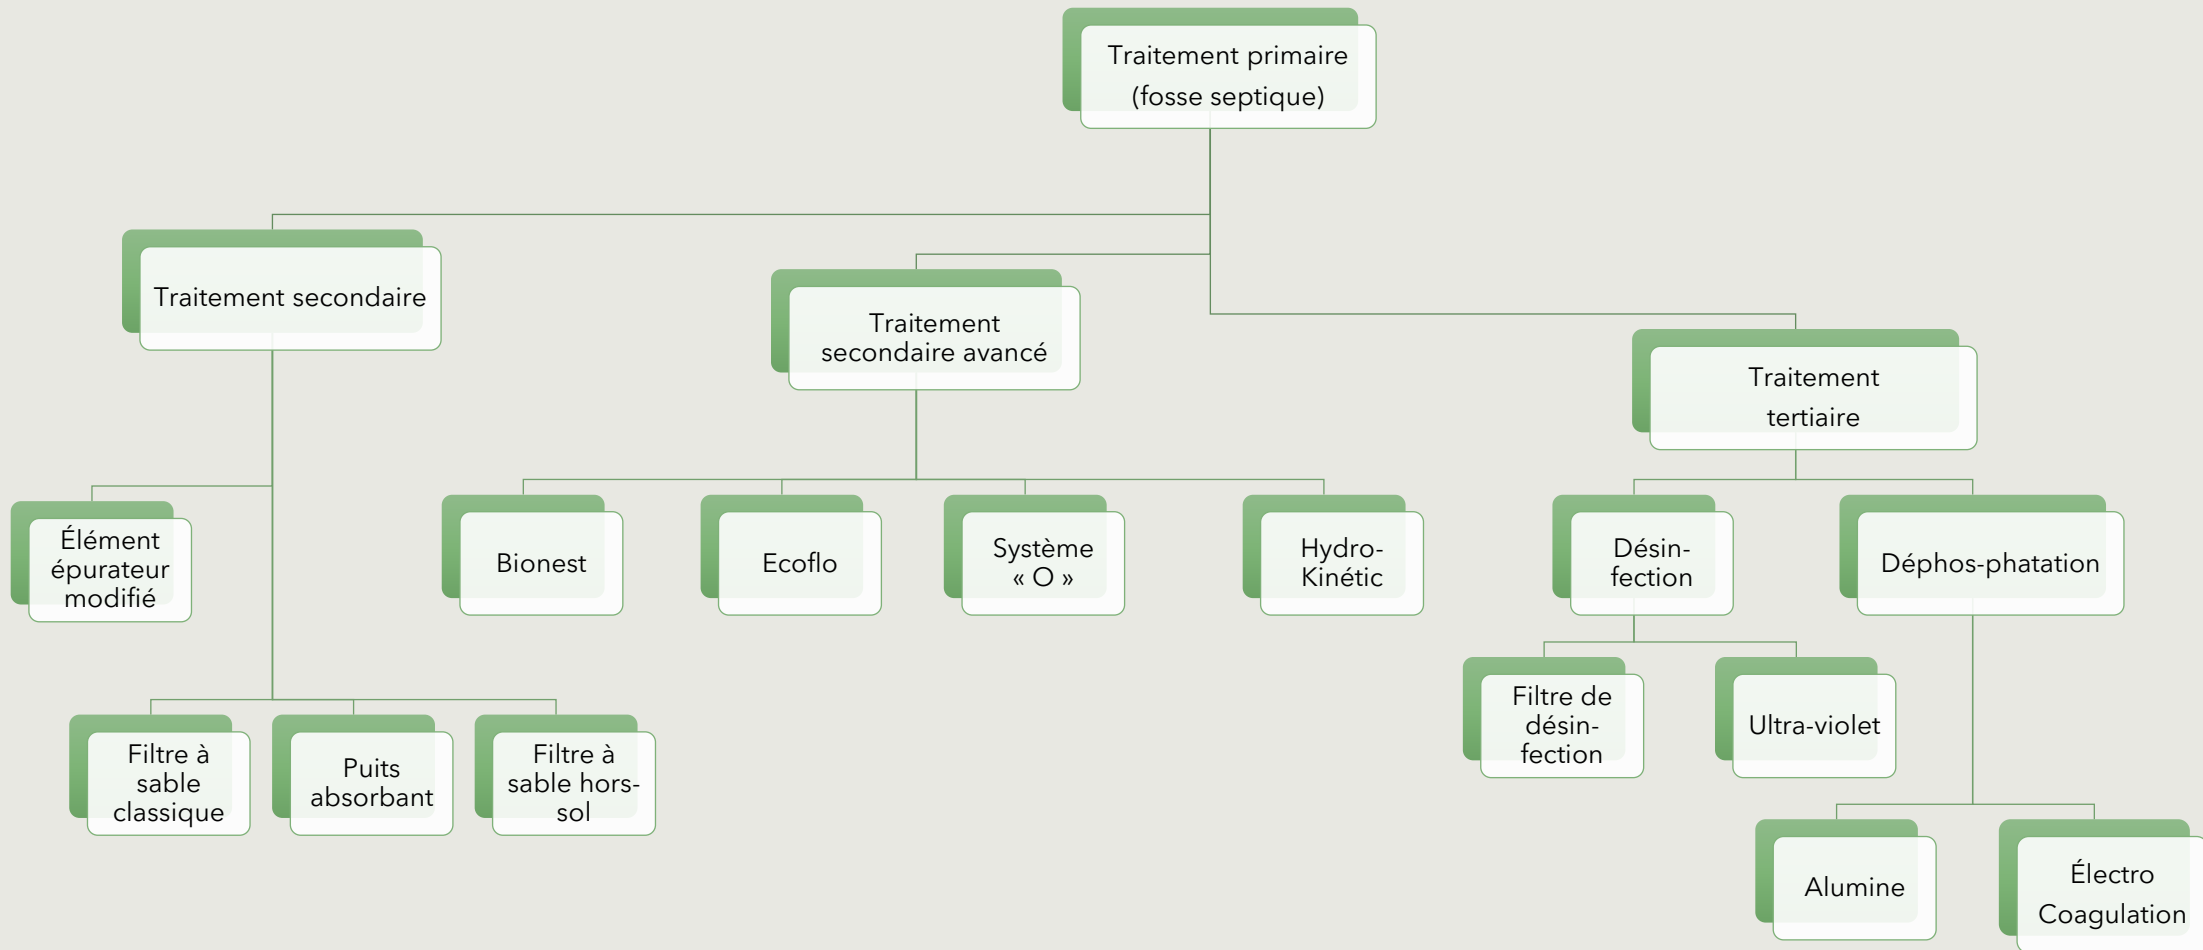 Traitement primaire
(fosse septique)
Traitement secondaire
Traitement
secondaire avancé
Traitement
tertiaire
Élément
épurateur
modifié
Bionest
Ecoflo
Système
« O »
Hydro-
Kinétic
Désin-
fection
Déphos-phatation
Filtre à
sable
classique
Puits
absorbant
Filtre à
sable hors-
sol
Filtre de
désin-
fection
Ultra-violet
Alumine
Électro
Coagulation